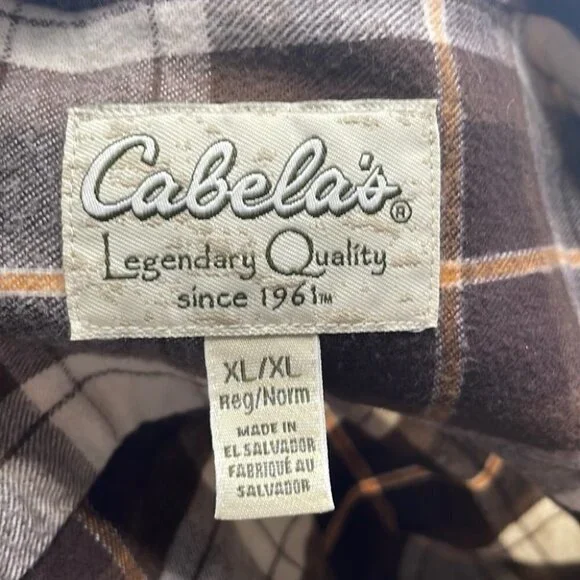 Cabela's®
Legendary Quality
since 1961™
XL/XL
Reg/Norm
MADE IN
EL SALVADOR
FABRIQUÉ AU
SALVADOR